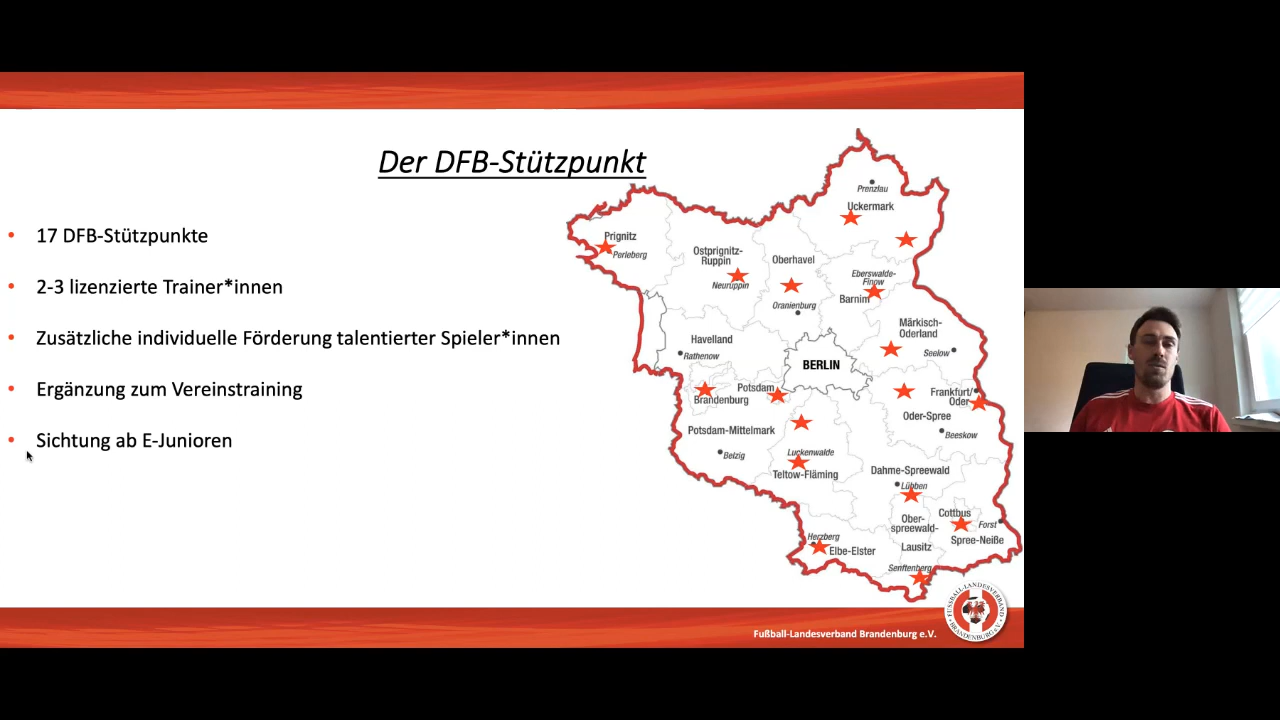 Der DFB-Stützpunkt
• 17 DFB-Stützpunkte
• 2-3 lizenzierte Trainer*innen
• Zusätzliche individuelle Förderung talentierter Spieler*innen
• Ergänzung zum Vereinstraining
• Sichtung ab E-Junioren
Prenzlau
Uckermark
Prignitz
Perleberg
Ostprignitz-
Ruppin
Neuruppin
Oberhavel
Oranienburg
Eberswalde-
Finow
Barnim
Märkisch-
Oderland
Seelow
Havelland
Rathenow
BERLIN
Potsdam
Brandenburg
Frankfurt/
Oder
Oder-Spree
Beeskow
Potsdam-Mittelmark
Belzig
Luckenwalde
Teltow-Fläming
Dahme-Spreewald
Lübben
Cottbus
Forst
Spree-Neiße
Ober-
spreewald-
Lausitz
Herzberg
Elbe-Elster
Senftenberg
Fußball-Landesverband Brandenburg e.V.
FUSSBALL-LANDESVERBAND
BRANDENBURG e.V.